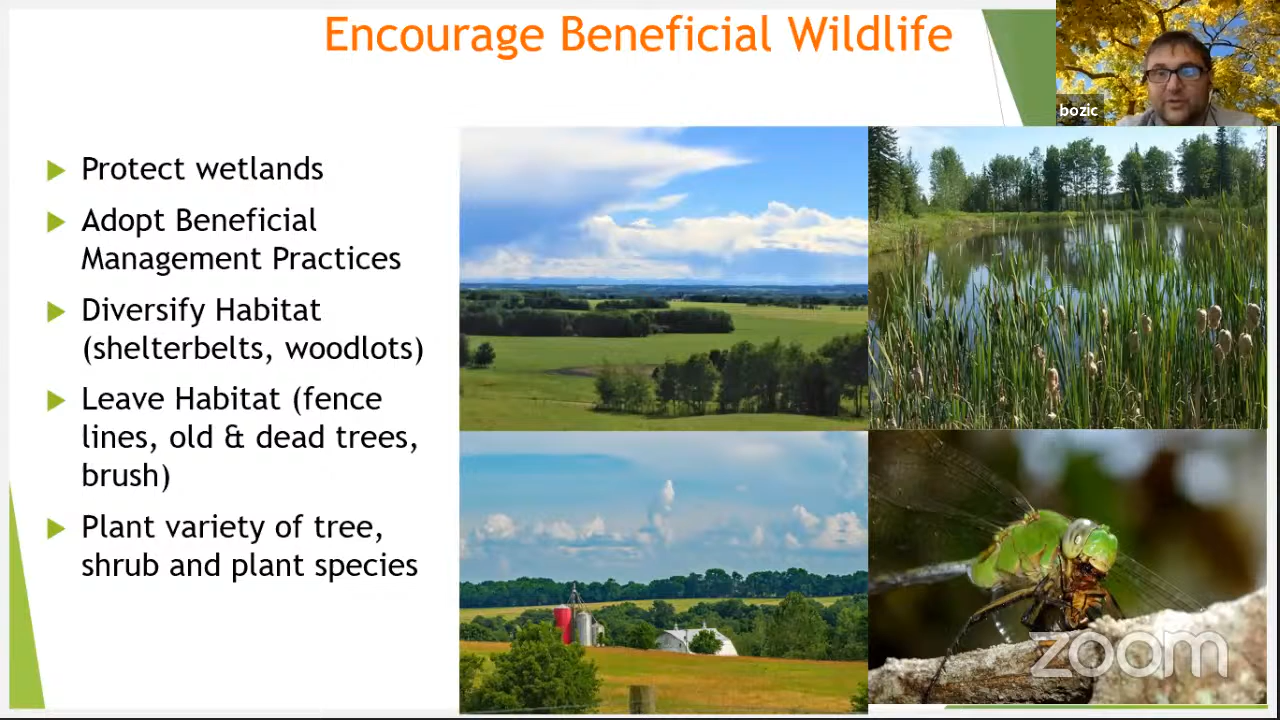 Encourage Beneficial Wildlife
bozic
Protect wetlands
Adopt Beneficial
Management Practices
Diversify Habitat
(shelterbelts, woodlots)
Leave Habitat (fence
lines, old & dead trees,
brush)
Plant variety of tree,
shrub and plant species
zoom